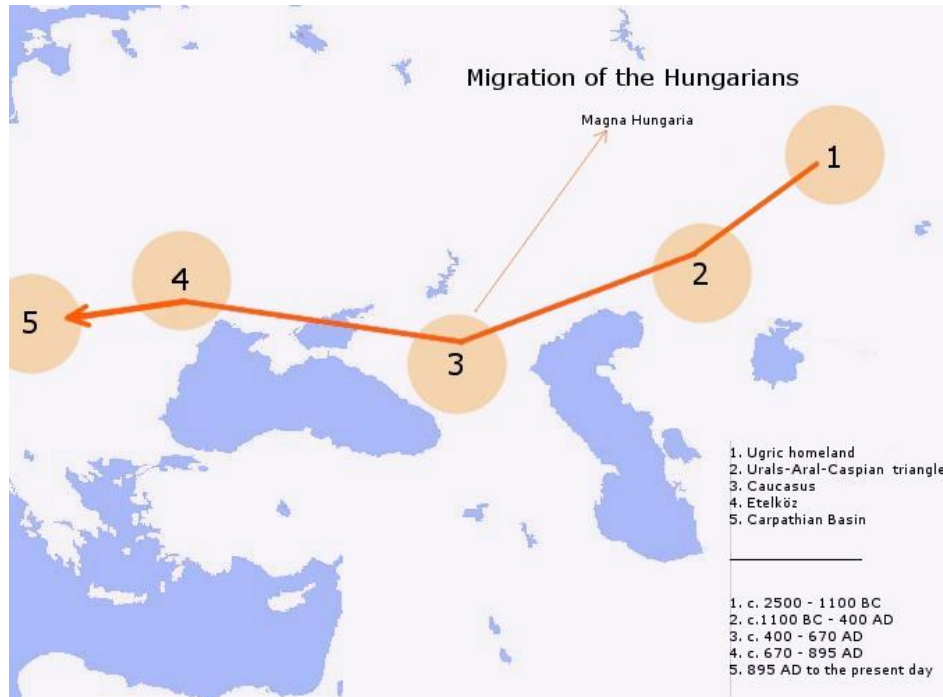 Migration of the Hungarians
Magna Hungaria
1
2
3
4
5
1. Ugric homeland
2. Urals-Aral-Caspian triangle
3. Caucasus
4. Etelköz
5. Carpathian Basin
1. c. 2500 - 1100 BC
2. c.1100 BC - 400 AD
3. c. 400 - 670 AD
4. c. 670 - 895 AD
5. 895 AD to the present day